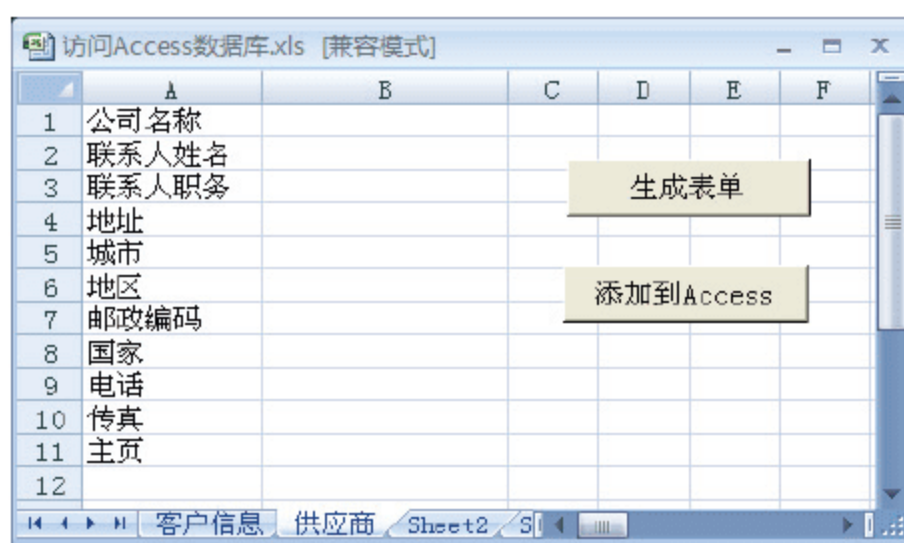 访问Access数据库.xls [兼容模式]
A B C D E F
1 公司名称
2 联系人姓名
3 联系人职务
生成表单
4 地址
5 城市
6 地区
添加到Access
7 邮政编码
8 国家
9 电话
10 传真
11 主页
12
客户信息 供应商 Sheet2 S